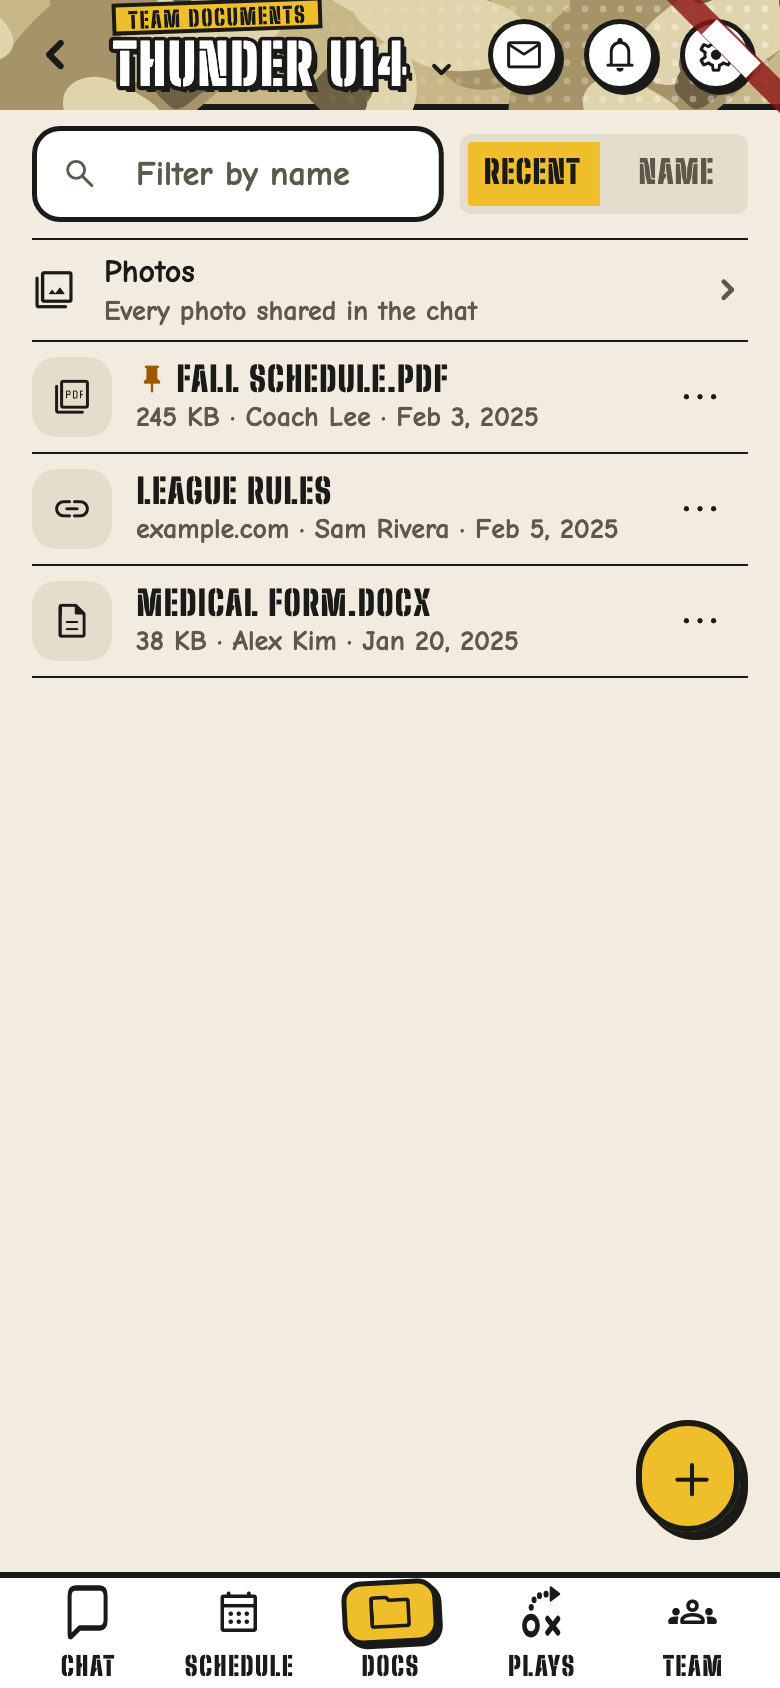 TEAM DOCUMENTS
THUNDER U14
Filter by name
RECENT
NAME
Photos
Every photo shared in the chat
PDF
FALL SCHEDULE.PDF
245 KB · Coach Lee · Feb 3, 2025
LEAGUE RULES
example.com · Sam Rivera · Feb 5, 2025
MEDICAL FORM.DOCX
38 KB · Alex Kim · Jan 20, 2025
CHAT
SCHEDULE
DOCS
PLAYS
TEAM